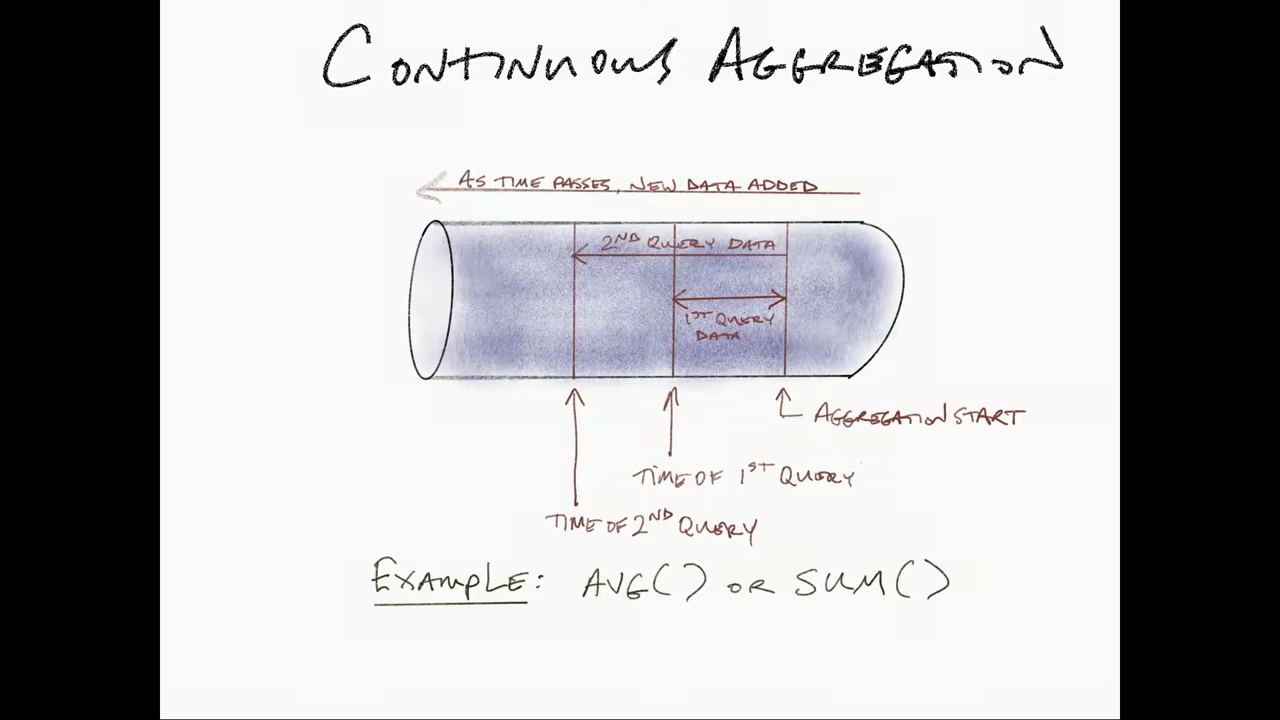 CONTINUOUS AGGREGATION
AS TIME PASSES, NEW DATA ADDED
2ND QUERY DATA
1ST QUERY
DATA
AGGREGATION START
TIME OF 1ST QUERY
TIME OF 2ND QUERY
EXAMPLE: AVG() OR SUM()